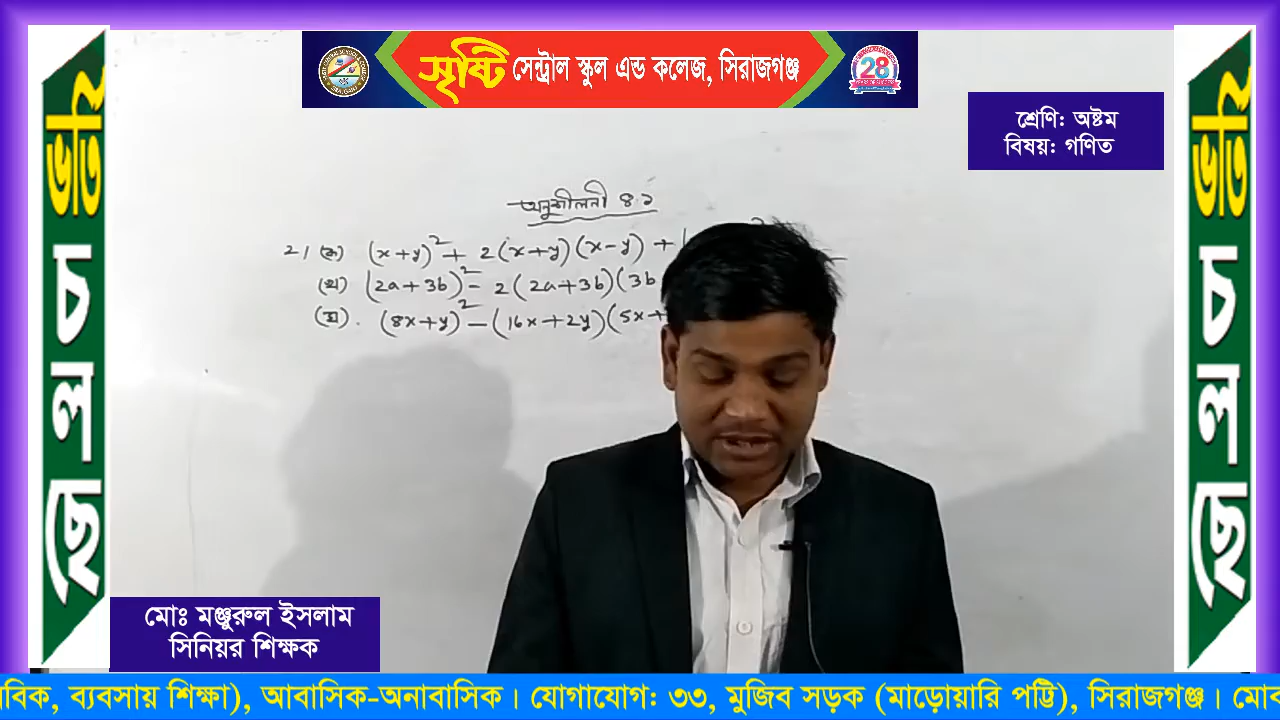 সৃষ্টি সেন্ট্রাল স্কুল এন্ড কলেজ, সিরাজগঞ্জ
28
শ্রেণি: অষ্টম
বিষয়: গণিত
ভর্তি চলছে
ভর্তি চলছে
অনুশীলনী ৪.১
২। (ক) (x+y)² + 2(x+y)(x-y) +
(খ) (2a+3b)² - 2(2a+3b)(3b
(ঘ). (8x+y)² - (16x+2y)(5x+
মোঃ মঞ্জুরুল ইসলাম
সিনিয়র শিক্ষক
ব্যবসায় শিক্ষা), আবাসিক-অনাবাসিক। যোগাযোগ: ৩৩, মুজিব সড়ক (মাড়োয়ারি পট্টি), সিরাজগঞ্জ।